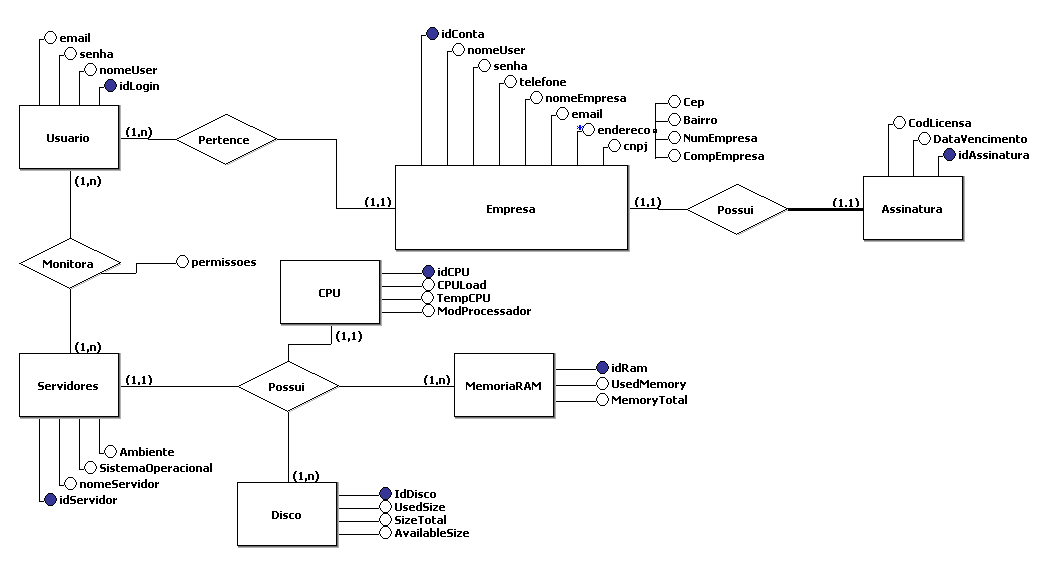 email
senha
nomeUser
idLogin
Usuario
(1,n)
Pertence
(1,n)
idConta
nomeUser
senha
telefone
nomeEmpresa
email
endereco
cnpj
Cep
Bairro
NumEmpresa
CompEmpresa
(1,1)
Empresa
(1,1)
Possui
(1,1)
CodLicensa
DataVencimento
idAssinatura
Assinatura
Monitora
permissoes
(1,n)
CPU
idCPU
CPULoad
TempCPU
ModProcessador
(1,1)
Servidores
(1,1)
Possui
(1,n)
MemoriaRAM
idRam
UsedMemory
MemoryTotal
Ambiente
SistemaOperacional
nomeServidor
idServidor
(1,n)
Disco
IdDisco
UsedSize
SizeTotal
AvailableSize